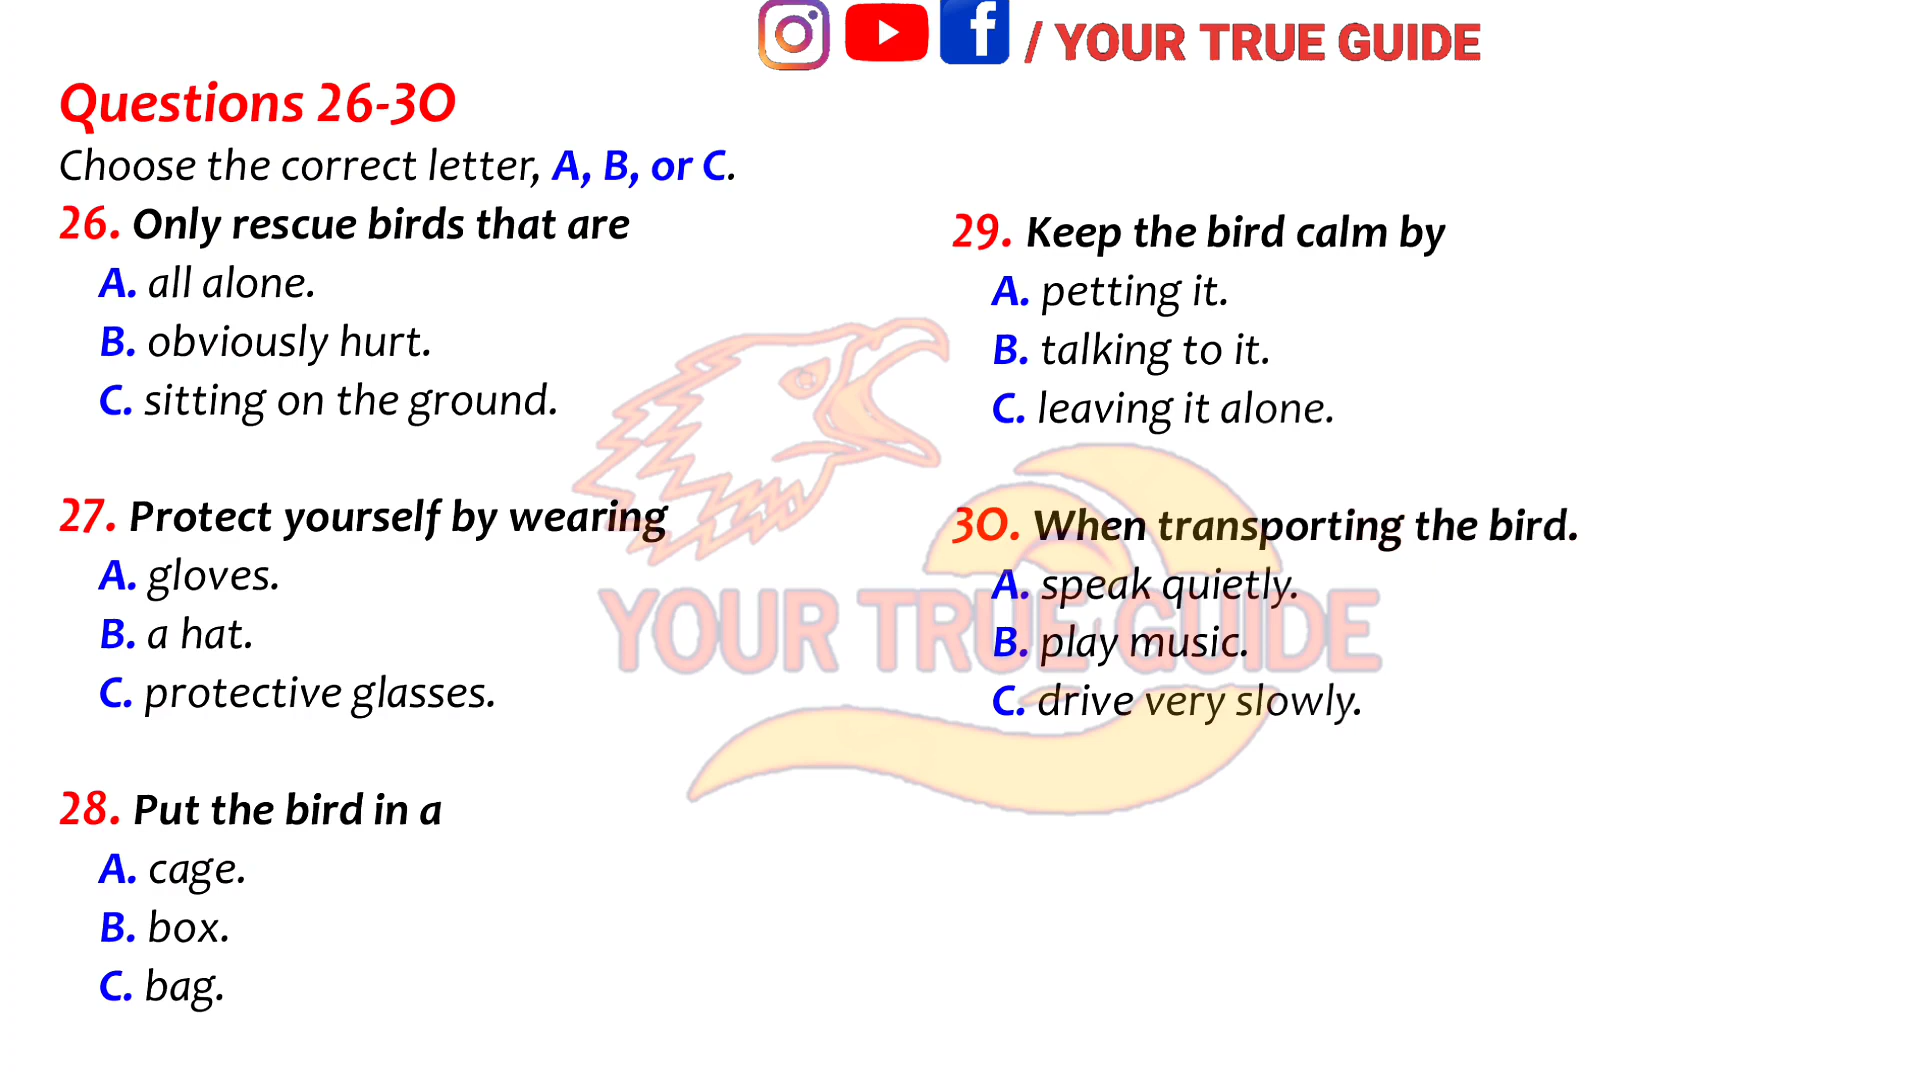 / YOUR TRUE GUIDE
Questions 26-30
Choose the correct letter, A, B, or C.
26. Only rescue birds that are
A. all alone.
B. obviously hurt.
C. sitting on the ground.
27. Protect yourself by wearing
A. gloves.
B. a hat.
C. protective glasses.
28. Put the bird in a
A. cage.
B. box.
C. bag.
29. Keep the bird calm by
A. petting it.
B. talking to it.
C. leaving it alone.
30. When transporting the bird.
A. speak quietly.
B. play music.
C. drive very slowly.
YOUR TRUE GUIDE